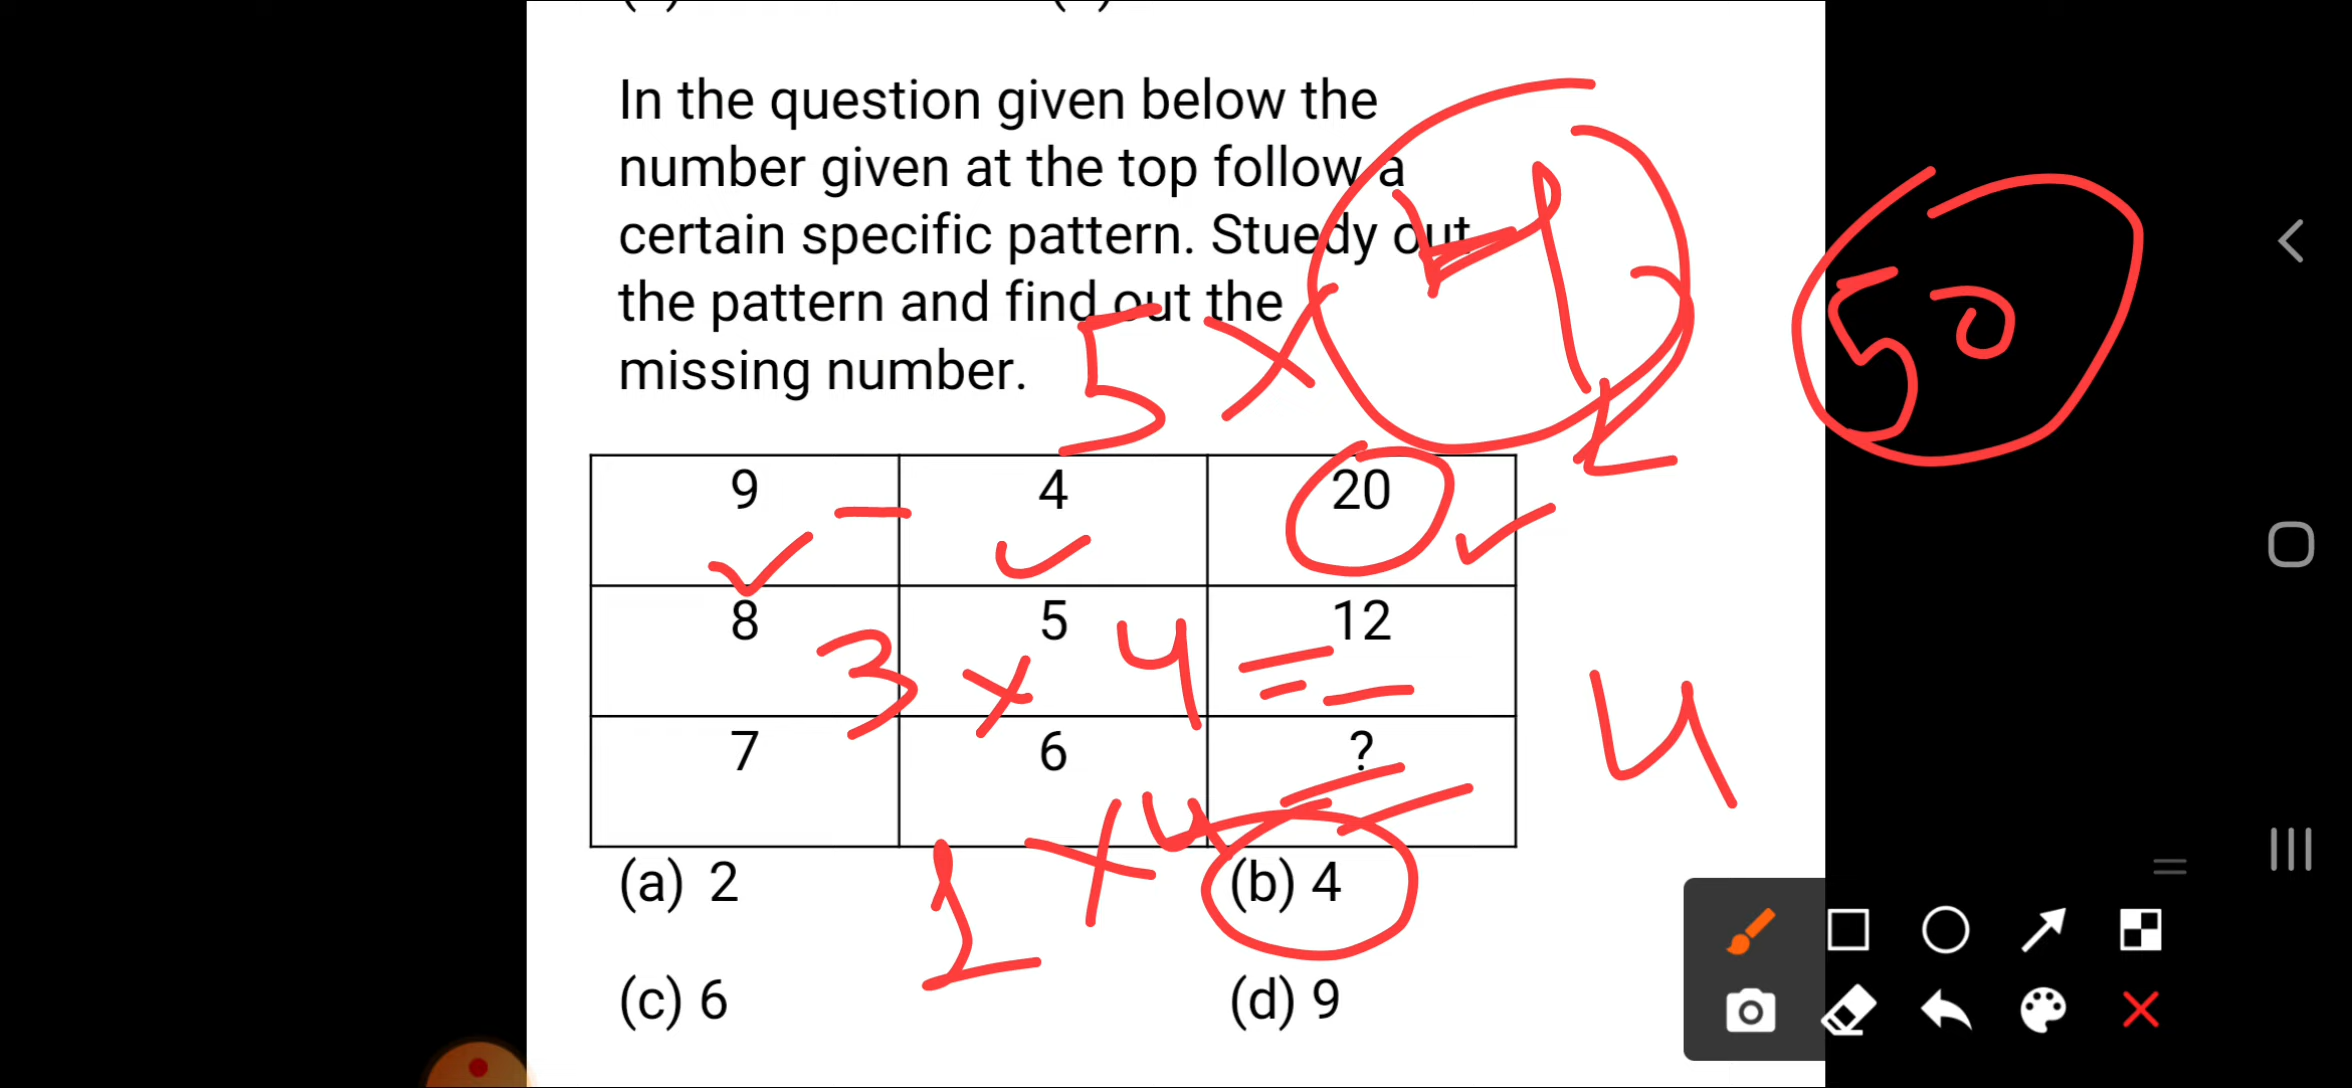 In the question given below the
number given at the top follow a
certain specific pattern. Stuedy out
the pattern and find out the
missing number.
5 × 4
50
9 - 4 20
8 5 12
3 × 4 =
7 6 ?
4
1 × 4
(a) 2 (b) 4
(c) 6 (d) 9